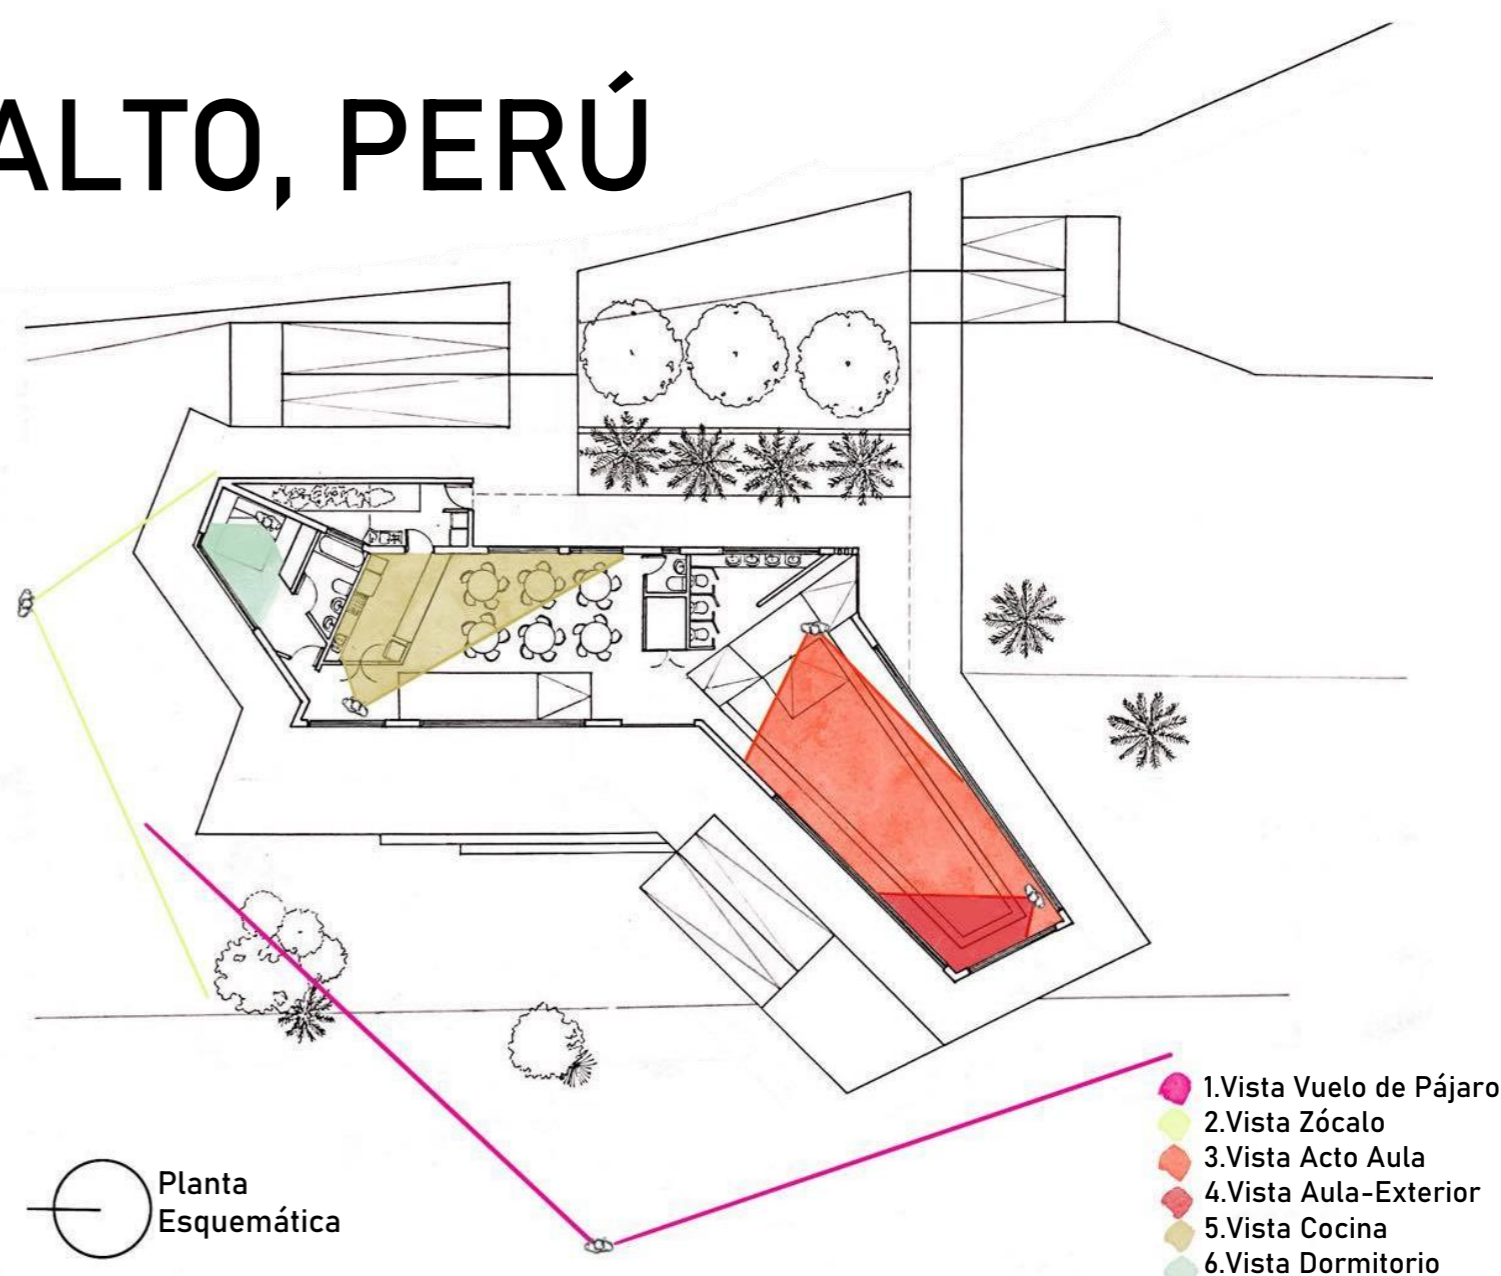 ALTO, PERÚ
1.Vista Vuelo de Pájaro
2.Vista Zócalo
3.Vista Acto Aula
4.Vista Aula-Exterior
5.Vista Cocina
6.Vista Dormitorio
Planta
Esquemática